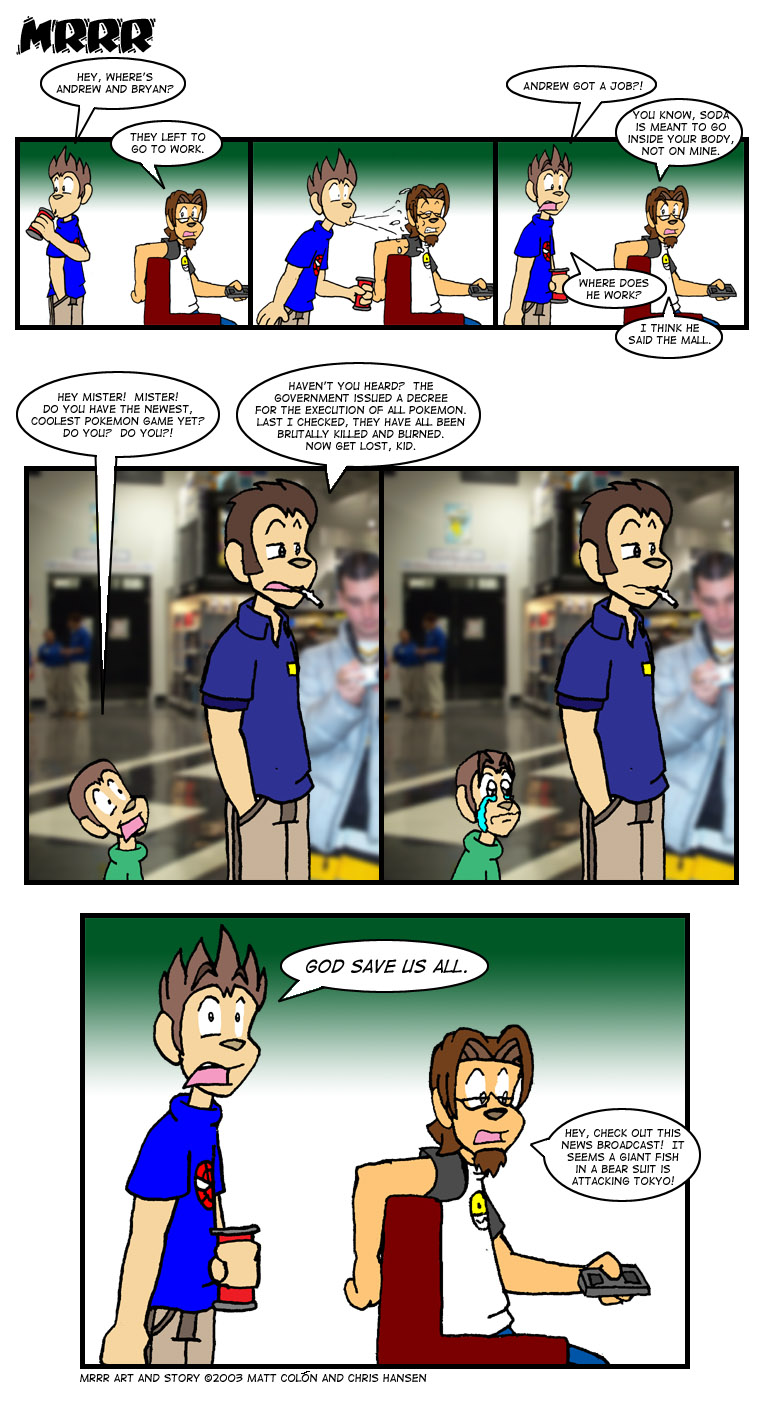 MRRR
HEY, WHERE'S
ANDREW AND BRYAN?
THEY LEFT TO
GO TO WORK.
ANDREW GOT A JOB?!
YOU KNOW, SODA
IS MEANT TO GO
INSIDE YOUR BODY,
NOT ON MINE.
WHERE DOES
HE WORK?
I THINK HE
SAID THE MALL.
HEY MISTER! MISTER!
DO YOU HAVE THE NEWEST,
COOLEST POKEMON GAME YET?
DO YOU? DO YOU?!
HAVEN'T YOU HEARD? THE
GOVERNMENT ISSUED A DECREE
FOR THE EXECUTION OF ALL POKEMON.
LAST I CHECKED, THEY HAVE ALL BEEN
BRUTALLY KILLED AND BURNED.
NOW GET LOST, KID.
GOD SAVE US ALL.
HEY, CHECK OUT THIS
NEWS BROADCAST! IT
SEEMS A GIANT FISH
IN A BEAR SUIT IS
ATTACKING TOKYO!
MRRR ART AND STORY ©2003 MATT COLÓN AND CHRIS HANSEN